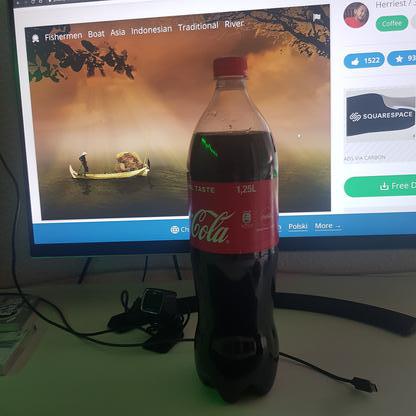 Fishermen Boat Asia Indonesian Traditional River
Herriest /
Coffee
1522
93
SQUARESPACE
ADS VIA CARBON
Free D
TASTE 1,25L
Cola
Polski More →